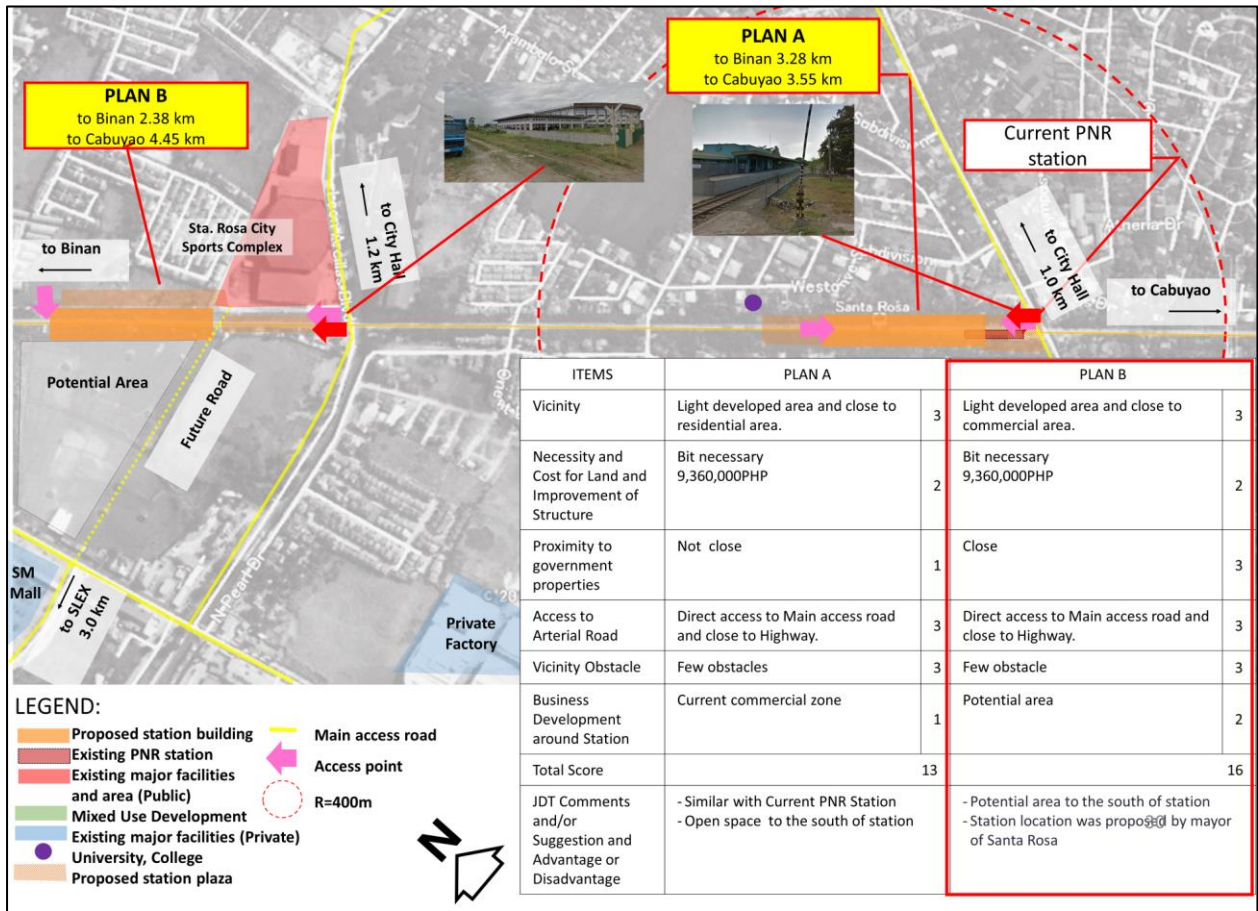 PLAN B
to Binan 2.38 km
to Cabuyao 4.45 km
PLAN A
to Binan 3.28 km
to Cabuyao 3.55 km
Current PNR
station
Sta. Rosa City
Sports Complex
to Binan
to City Hall
1.2 km
to City Hall
1.0 km
to Cabuyao
Santa Rosa
Potential Area
Future Road
SM
Mall
to SLEX
3.0 km
N Pearl Dr
Private
Factory
ITEMS PLAN A PLAN B
Vicinity Light developed area and close to 3 Light developed area and close to 3
residential area. commercial area.
Necessity and Bit necessary 2 Bit necessary 2
Cost for Land and 9,360,000PHP 9,360,000PHP
Improvement of
Structure
Proximity to Not close 1 Close 3
government
properties
Access to Direct access to Main access road 3 Direct access to Main access road and 3
Arterial Road and close to Highway. close to Highway.
Vicinity Obstacle Few obstacles 3 Few obstacle 3
Business Current commercial zone 1 Potential area 2
Development
around Station
Total Score 13 16
JDT Comments - Similar with Current PNR Station - Potential area to the south of station
and/or - Open space to the south of station - Station location was proposed by mayor
Suggestion and of Santa Rosa
Advantage or
Disadvantage
LEGEND:
Proposed station building
Existing PNR station
Existing major facilities
and area (Public)
Mixed Use Development
Existing major facilities (Private)
University, College
Proposed station plaza
Main access road
Access point
R=400m
N